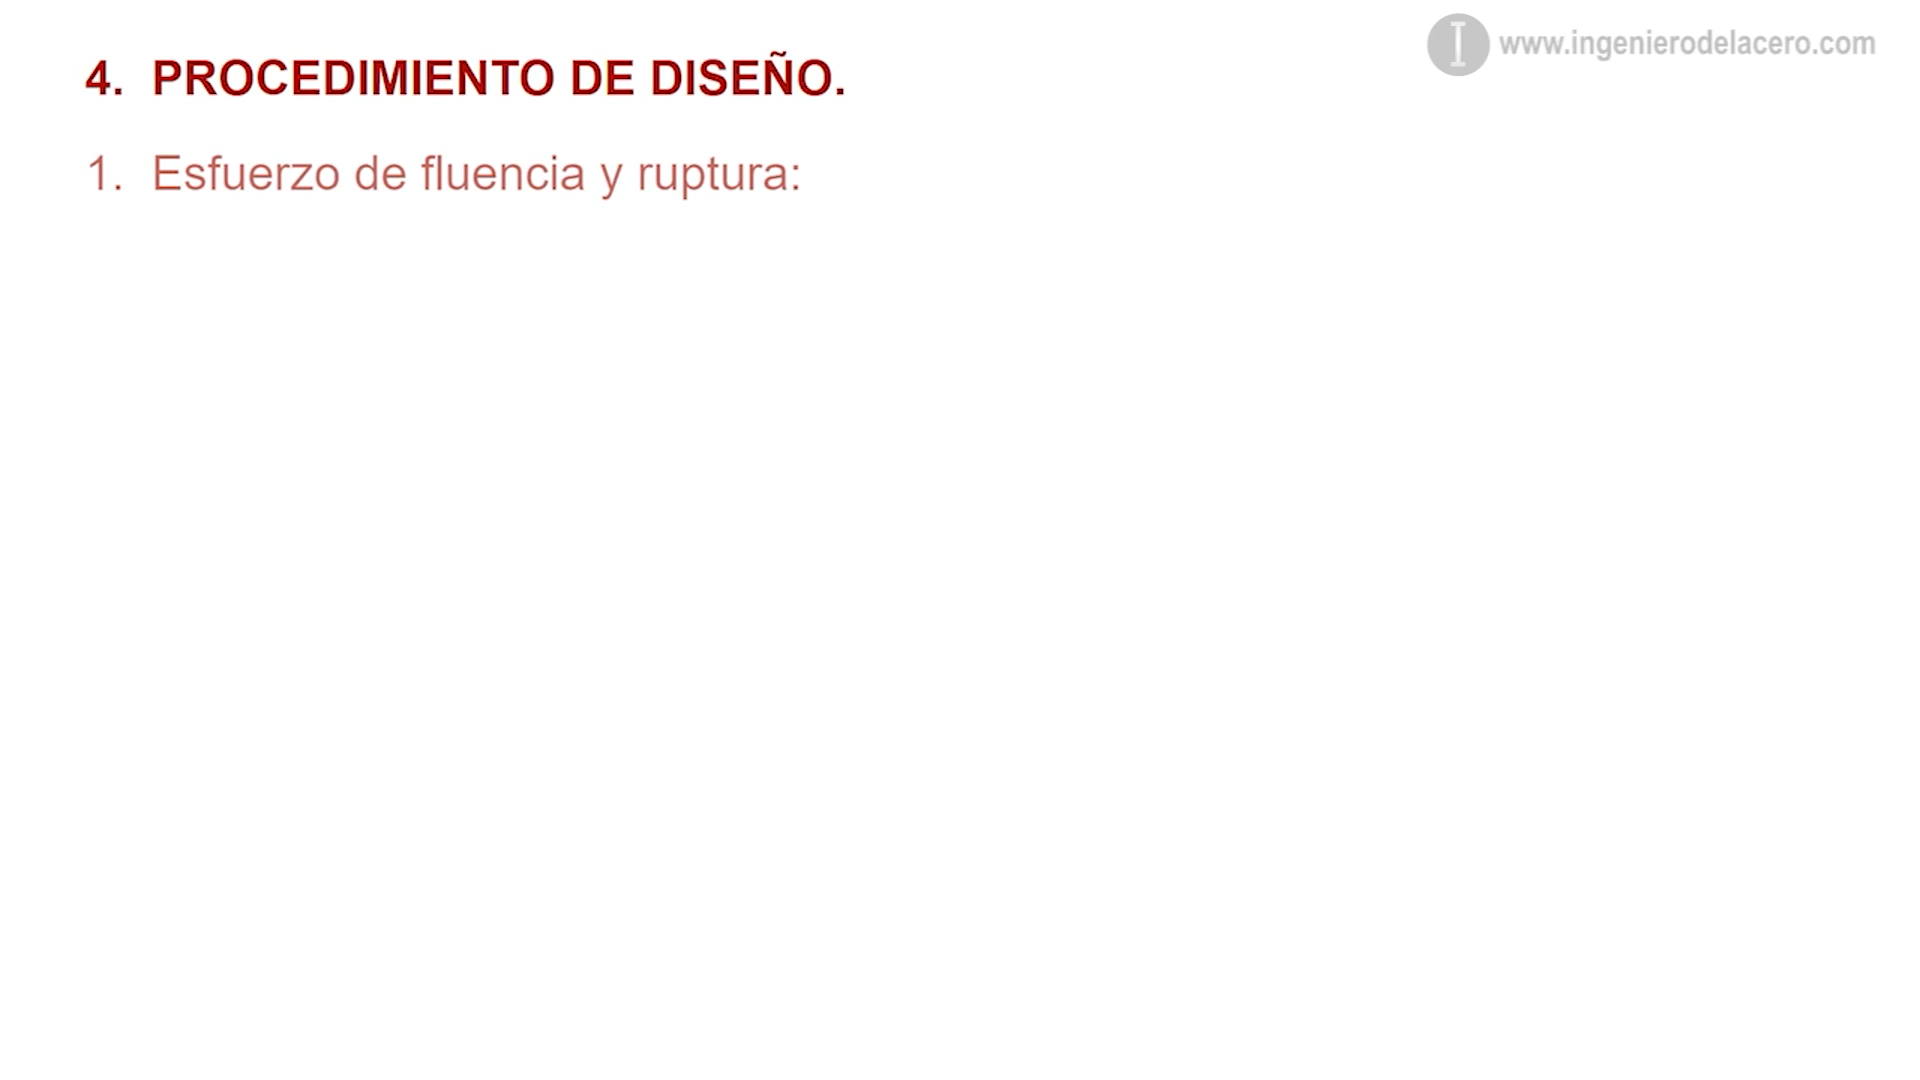 www.ingenierodelacero.com
4. PROCEDIMIENTO DE DISEÑO.
1. Esfuerzo de fluencia y ruptura: